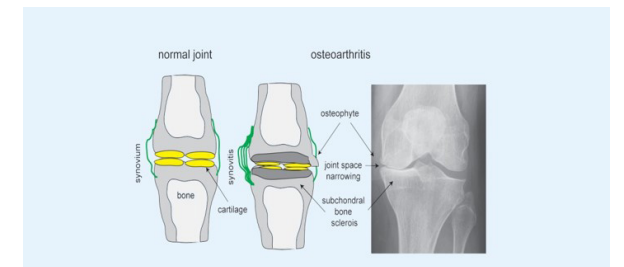 normal joint
osteoarthritis
synovium
bone
cartilage
synovitis
osteophyte
joint space
narrowing
subchondral
bone
sclerois